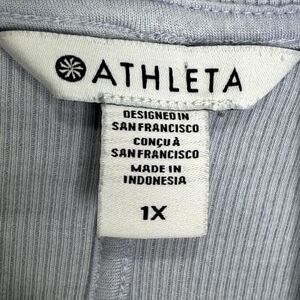 ATHLETA
DESIGNED IN
SAN FRANCISCO
CONÇU À
SAN FRANCISCO
MADE IN
INDONESIA
1X